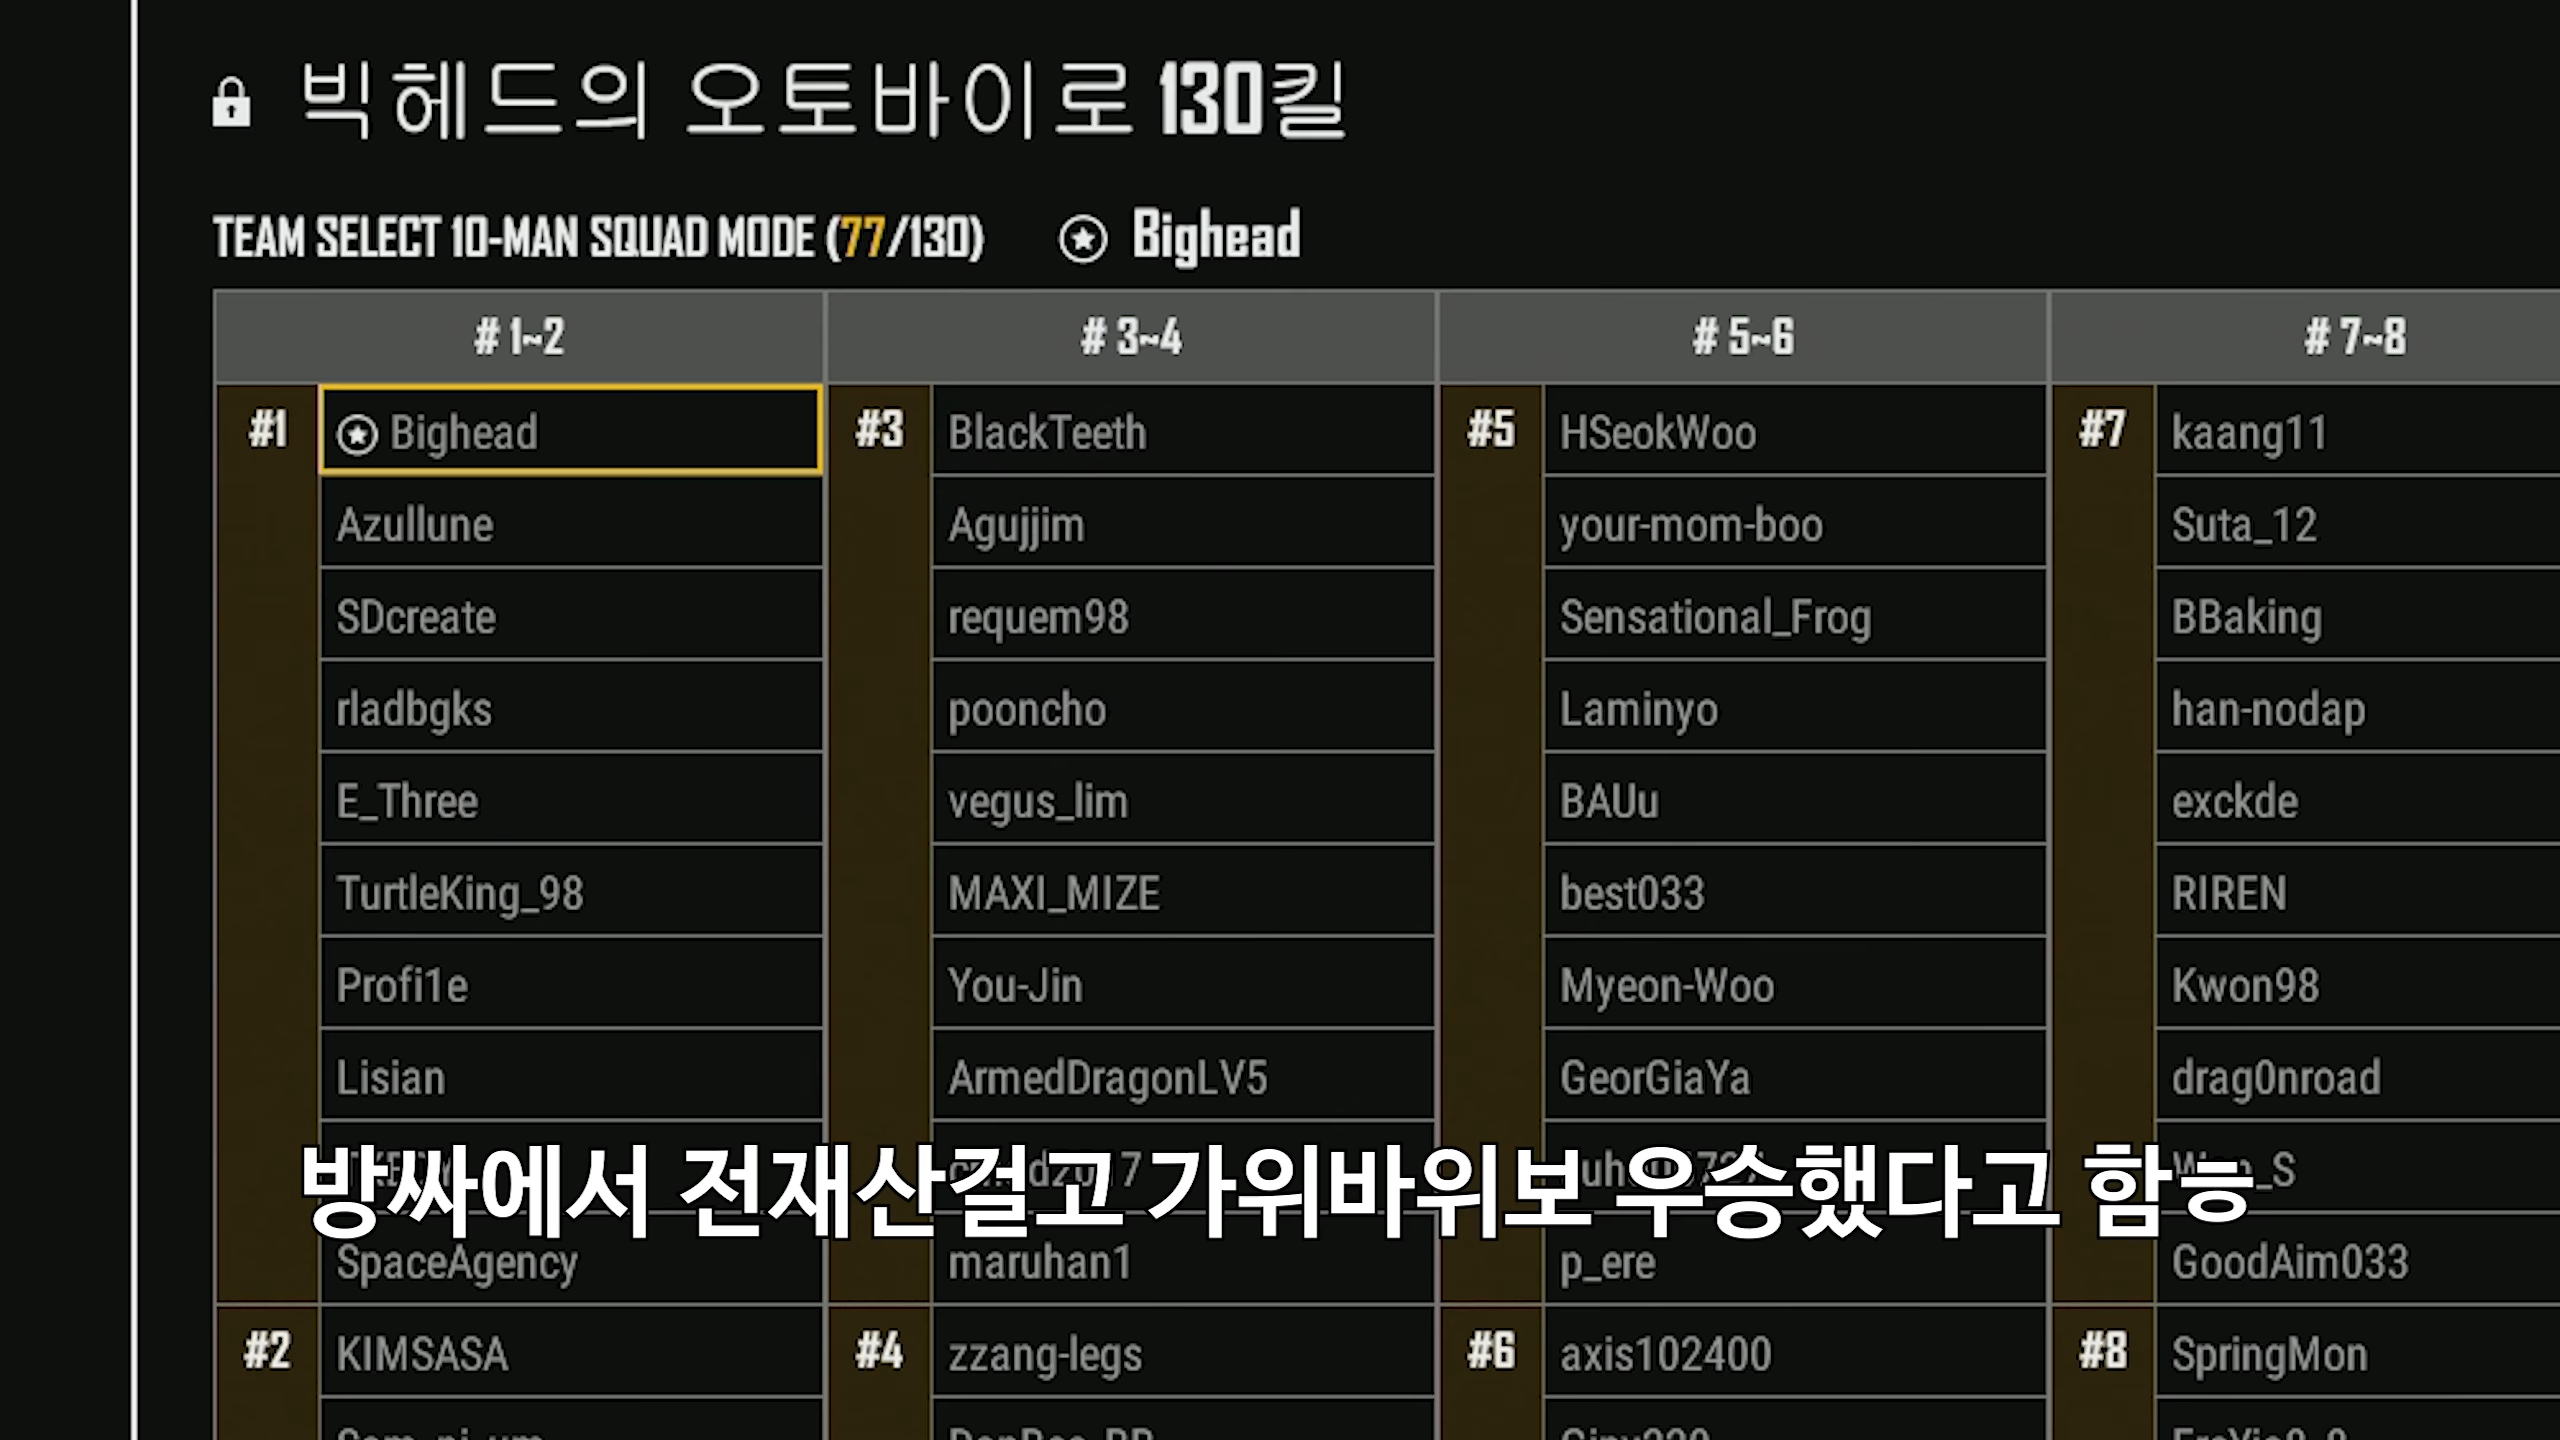 빅헤드의 오토바이로 130킬
TEAM SELECT 10-MAN SQUAD MODE (77/130) Bighead
# 1~2 # 3~4 # 5~6 # 7~8
#1 Bighead #3 BlackTeeth #5 HSeokWoo #7 kaang11
Azullune Agujjim your-mom-boo Suta_12
SDcreate requem98 Sensational_Frog BBaking
rladbgks pooncho Laminyo han-nodap
E_Three vegus_lim BAUu exckde
TurtleKing_98 MAXI_MIZE best033 RIREN
Profi1e You-Jin Myeon-Woo Kwon98
Lisian ArmedDragonLV5 GeorGiaYa drag0nroad
방싸에서 전재산걸고 가위바위보 우승했다고 함ㅎ
SpaceAgency maruhan1 p_ere GoodAim033
#2 KIMSASA #4 zzang-legs #6 axis102400 #8 SpringMon